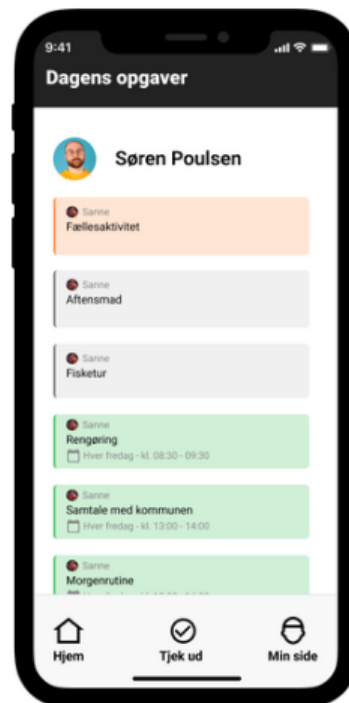 9:41
Dagens opgaver
Søren Poulsen
Sanne
Fællesaktivitet
Sanne
Aftensmad
Sanne
Fisketur
Sanne
Rengøring
Hver fredag - kl. 08:30 - 09:30
Sanne
Samtale med kommunen
Hver fredag - kl. 13:00 - 14:00
Sanne
Morgenrutine
Hjem
Tjek ud
Min side